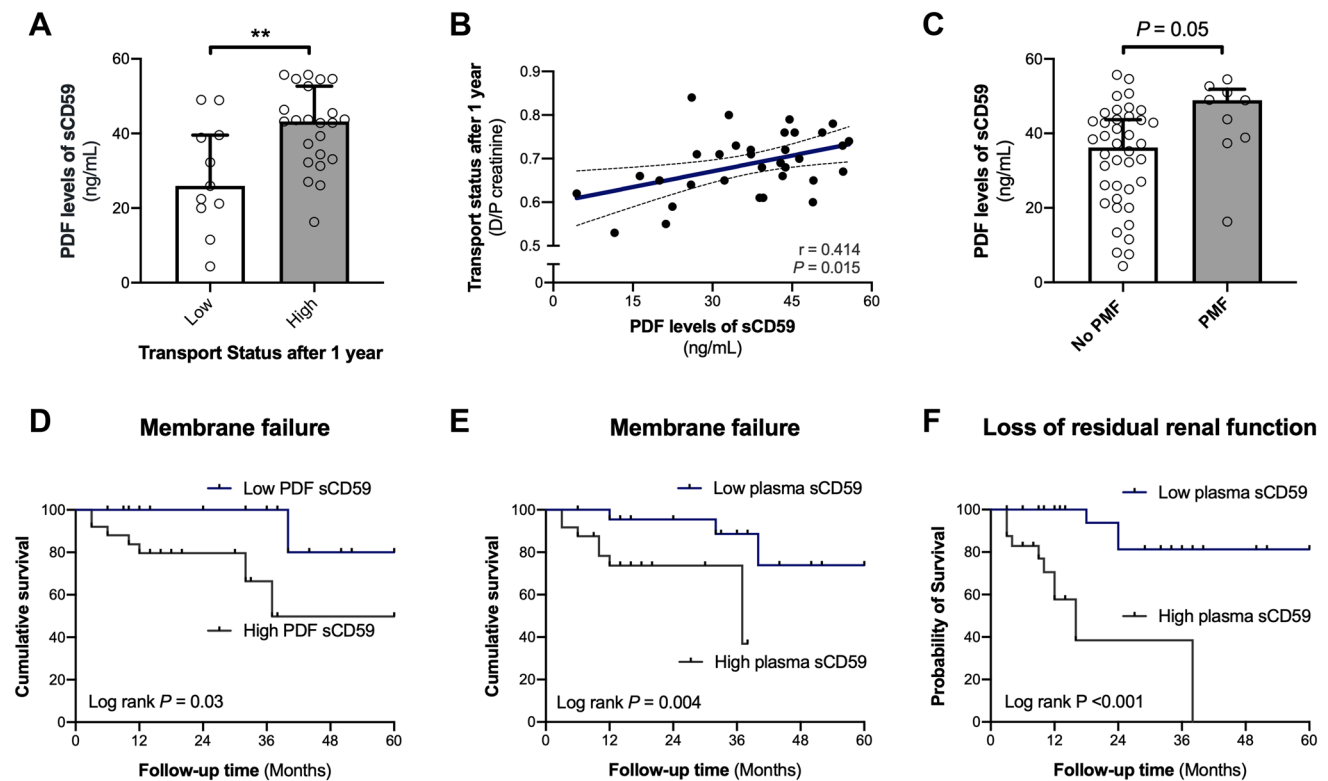 A
**
60
40
20
0
PDF levels of sCD59
(ng/mL)
Low
High
Transport Status after 1 year
B
0.9
0.8
0.7
0.6
0.5
0
Transport status after 1 year
(D/P creatinine)
r = 0.414
P = 0.015
0
15
30
45
60
PDF levels of sCD59
(ng/mL)
C
P = 0.05
60
40
20
0
PDF levels of sCD59
(ng/mL)
No PMF
PMF
D
Membrane failure
Low PDF sCD59
High PDF sCD59
100
80
60
40
20
0
Cumulative survival
Log rank P = 0.03
0
12
24
36
48
60
Follow-up time (Months)
E
Membrane failure
Low plasma sCD59
High plasma sCD59
100
80
60
40
20
0
Cumulative survival
Log rank P = 0.004
0
12
24
36
48
60
Follow-up time (Months)
F
Loss of residual renal function
Low plasma sCD59
High plasma sCD59
100
80
60
40
20
0
Probability of Survival
Log rank P <0.001
0
12
24
36
48
60
Follow-up time (Months)